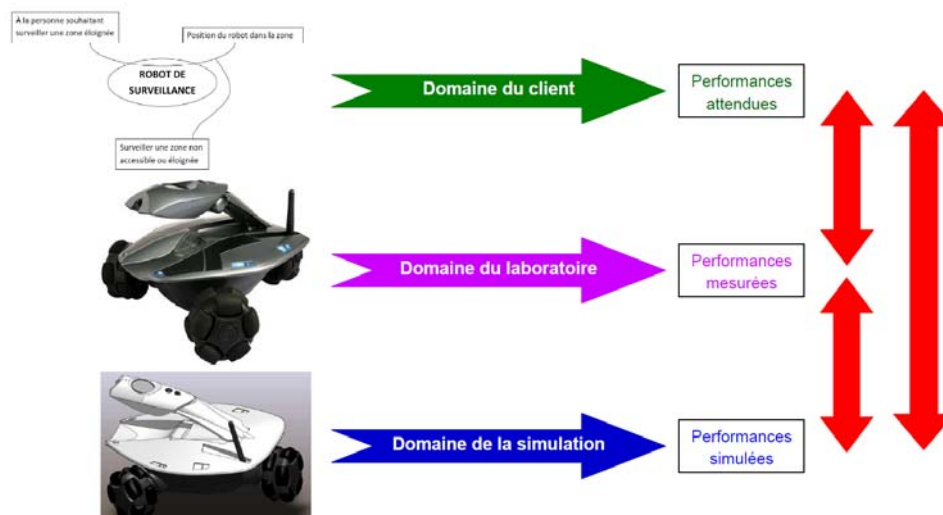 À la personne souhaitant
surveiller une zone éloignée
Position du robot dans la zone
ROBOT DE
SURVEILLANCE
Surveiller une zone non
accessible ou éloignée
Domaine du client
Performances
attendues
Domaine du laboratoire
Performances
mesurées
Domaine de la simulation
Performances
simulées